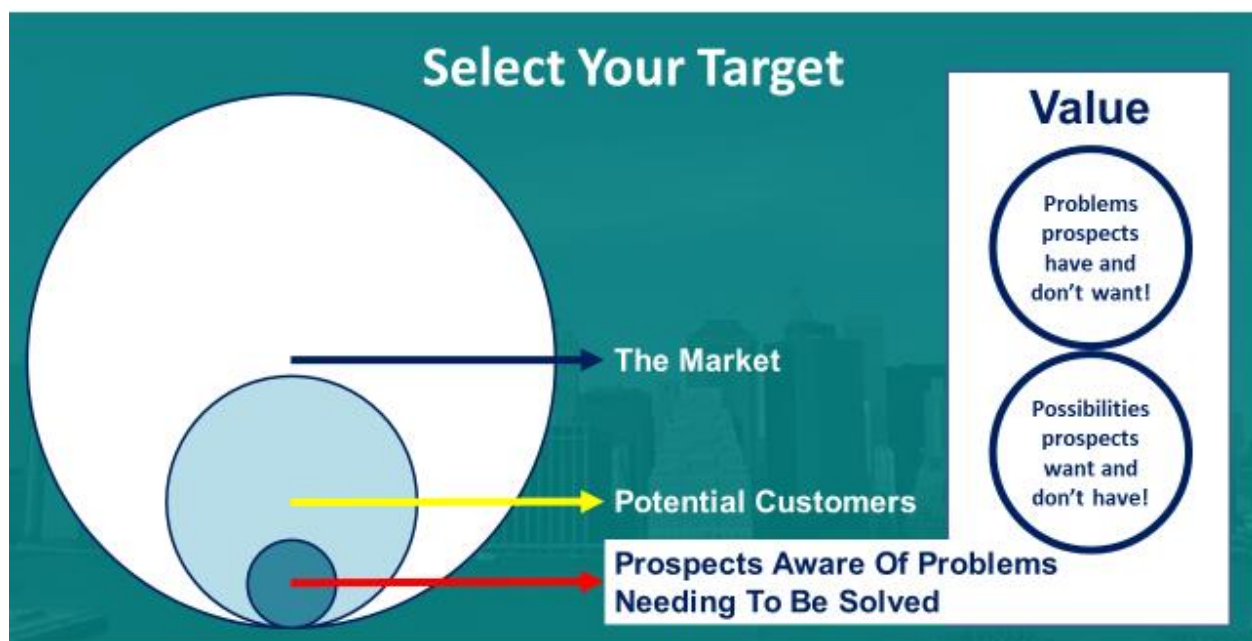 Select Your Target
Value
Problems
prospects
have and
don't want!
The Market
Possibilities
prospects
want and
don't have!
Potential Customers
Prospects Aware Of Problems
Needing To Be Solved